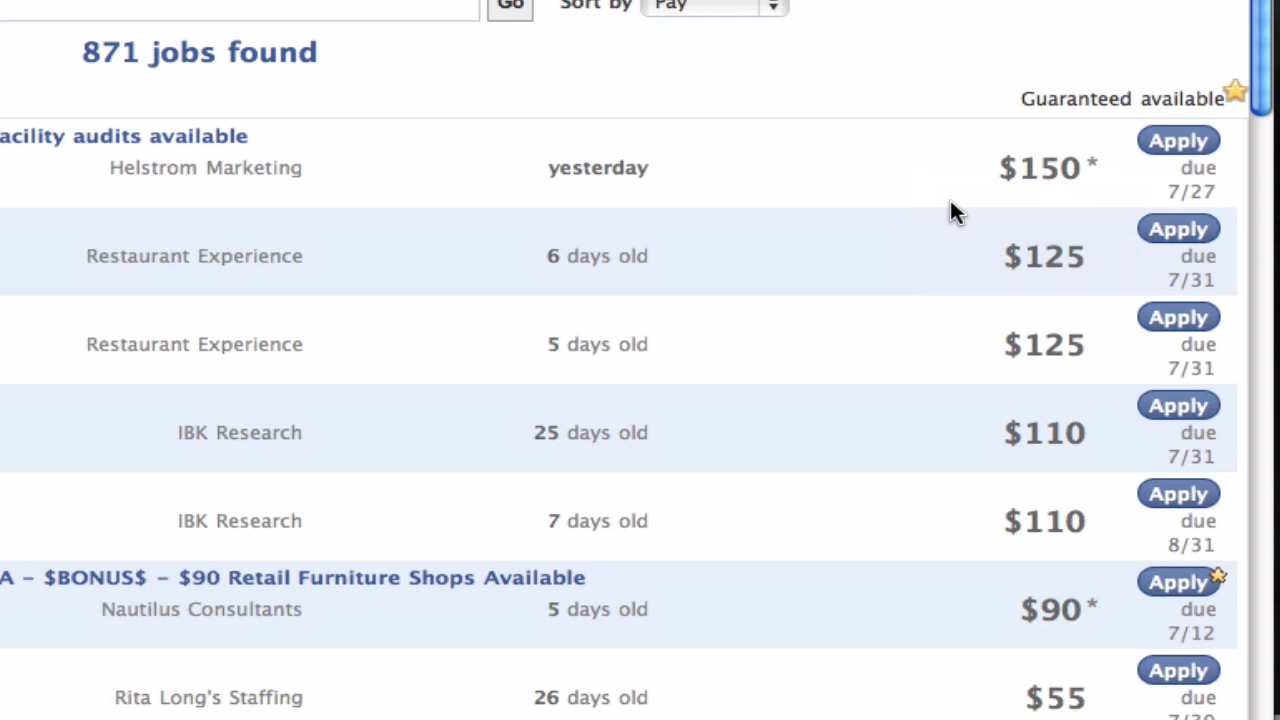 Go Sort by Pay
871 jobs found
Guaranteed available
acility audits available
Apply
Helstrom Marketing yesterday $150* due
7/27
Apply
Restaurant Experience 6 days old $125 due
7/31
Apply
Restaurant Experience 5 days old $125 due
7/31
Apply
IBK Research 25 days old $110 due
7/31
Apply
IBK Research 7 days old $110 due
8/31
A – $BONUS$ – $90 Retail Furniture Shops Available
Apply
Nautilus Consultants 5 days old $90* due
7/12
Apply
Rita Long's Staffing 26 days old $55 due